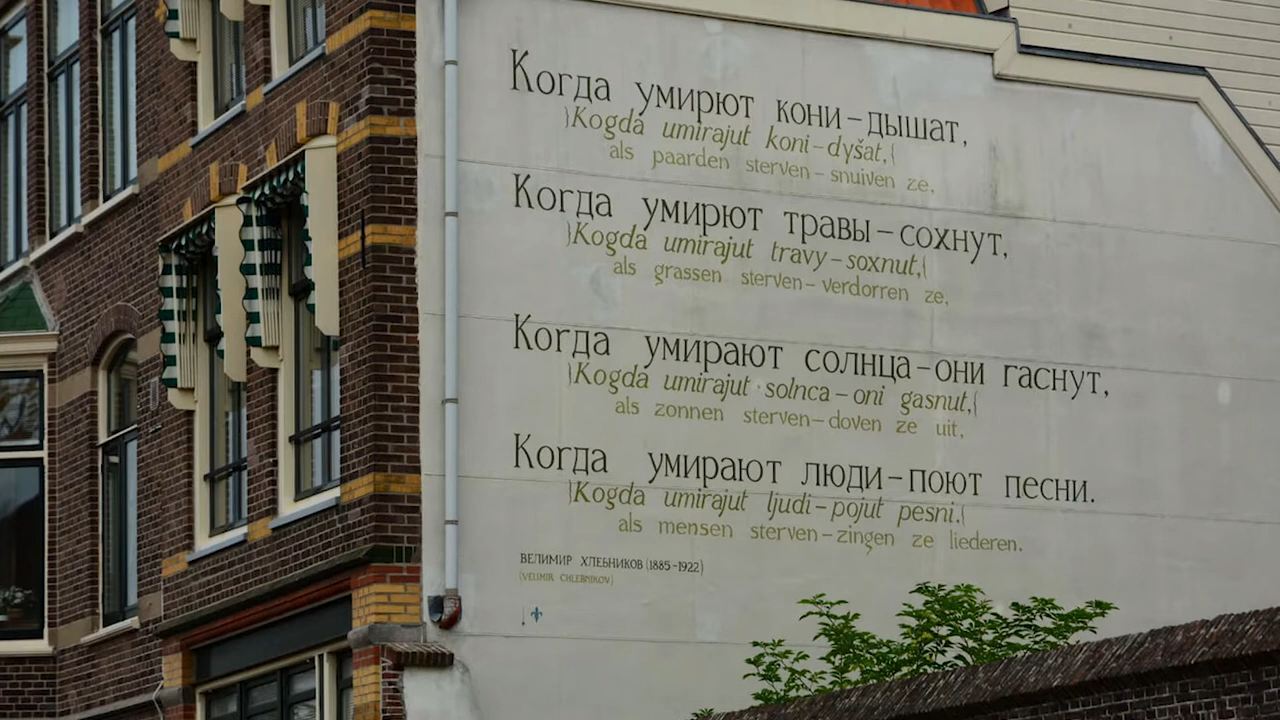 Когда умирют кони – дышат,
}Kogda umirajut koni – dyšat,{
als paarden sterven – snuiven ze.
Когда умирют травы – сохнут,
}Kogda umirajut travy – soxnut,{
als grassen sterven – verdorren ze.
Когда умирают солнца – они гаснут,
}Kogda umirajut solnca – oni gasnut,{
als zonnen sterven – doven ze uit,
Когда умирают люди – поют песни.
}Kogda umirajut ljudi – pojut pesni.{
als mensen sterven – zingen ze liederen.
ВЕЛИМИР ХЛЕБНИКОВ (1885 - 1922)
(VELIMIR CHLEBNIKOV)